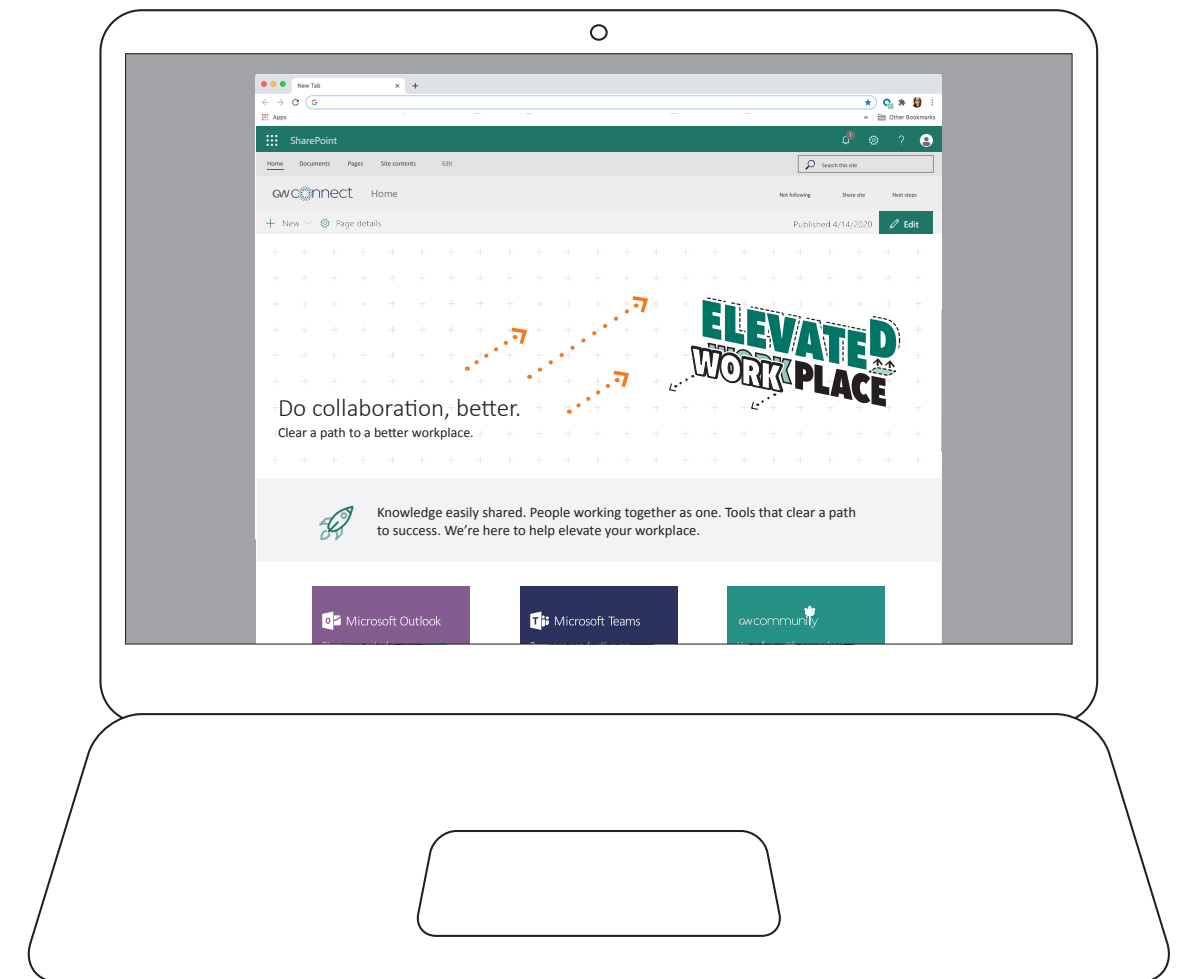 New Tab
Apps
Other Bookmarks
SharePoint
1
Home Documents Pages Site contents Edit
Search this site
GW connect Home
Not following Share site Next steps
New Page details
Published 4/14/2020 Edit
ELEVATED
WORK PLACE
Do collaboration, better.
Clear a path to a better workplace.
Knowledge easily shared. People working together as one. Tools that clear a path
to success. We’re here to help elevate your workplace.
Microsoft Outlook
Microsoft Teams
GW community